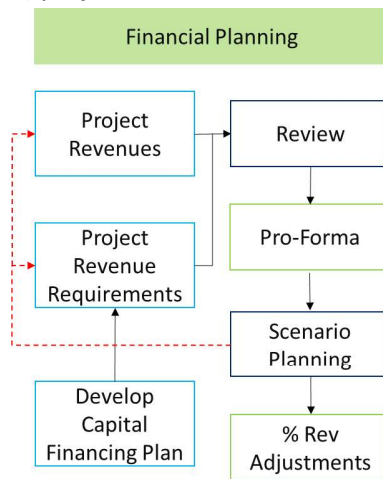 Financial Planning
Project
Revenues
Review
Project
Revenue
Requirements
Pro-Forma
Scenario
Planning
Develop
Capital
Financing Plan
% Rev
Adjustments